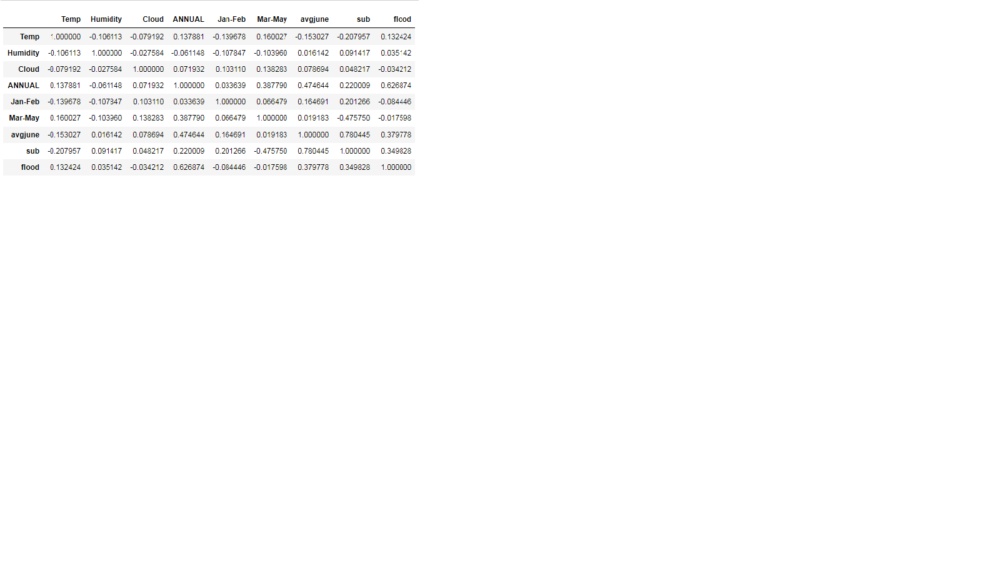 Temp Humidity Cloud ANNUAL Jan-Feb Mar-May avgjune sub flood
Temp 1.000000 -0.106113 -0.079192 0.137881 -0.139678 0.160027 -0.153027 -0.207957 0.132424
Humidity -0.106113 1.000000 -0.027584 -0.061148 -0.107847 -0.103960 0.016142 0.091417 0.035142
Cloud -0.079192 -0.027584 1.000000 0.071932 0.103110 0.138283 0.078694 0.048217 -0.034212
ANNUAL 0.137881 -0.061148 0.071932 1.000000 0.033639 0.387790 0.474644 0.220009 0.626874
Jan-Feb -0.139678 -0.107847 0.103110 0.033639 1.000000 0.066479 0.164691 0.201266 -0.084446
Mar-May 0.160027 -0.103960 0.138283 0.387790 0.066479 1.000000 0.019183 -0.475750 -0.017598
avgjune -0.153027 0.016142 0.078694 0.474644 0.164691 0.019183 1.000000 0.780445 0.379778
sub -0.207957 0.091417 0.048217 0.220009 0.201266 -0.475750 0.780445 1.000000 0.349828
flood 0.132424 0.035142 -0.034212 0.626874 -0.084446 -0.017598 0.379778 0.349828 1.000000